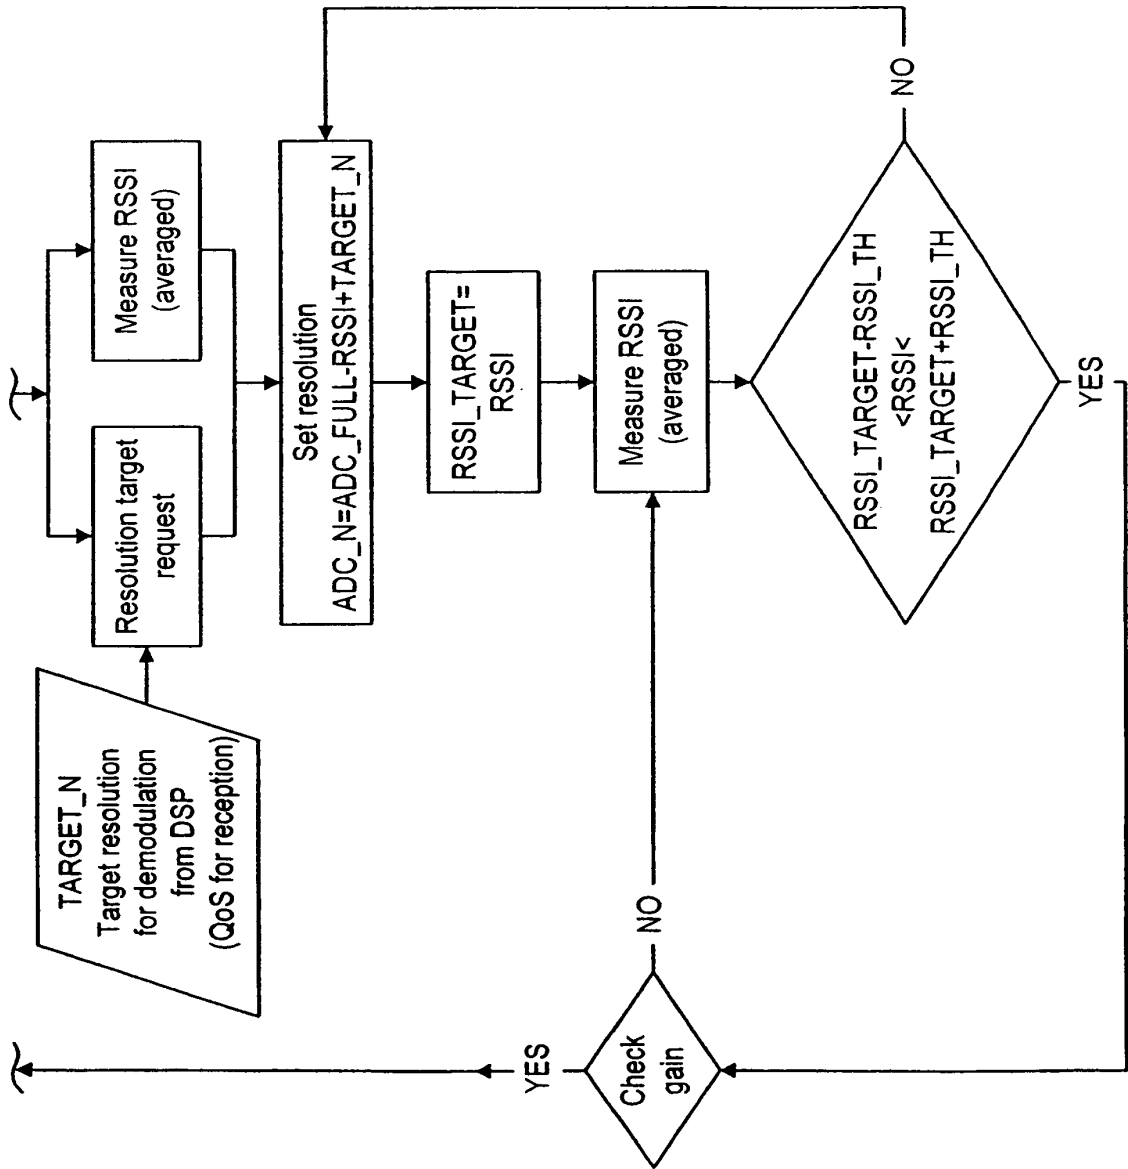 TARGET_N
Target resolution
for demodulation
from DSP
(QoS for reception)
Resolution target
request
Measure RSSI
(averaged)
Set resolution
ADC_N=ADC_FULL-RSSI+TARGET_N
RSSI_TARGET=
RSSI
Measure RSSI
(averaged)
RSSI_TARGET-RSSI_TH
<RSSI<
RSSI_TARGET+RSSI_TH
NO
YES
Check
gain
NO
YES